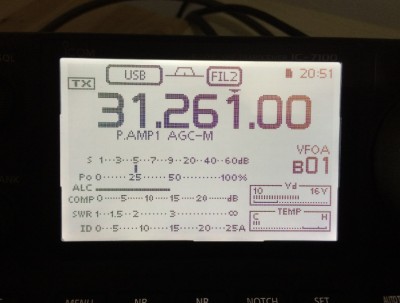 USB FIL2 20:51
TX
31.261.00
P.AMP1 AGC-M
VFOA
B01
S 1··3··5··7··9··20··40··60dB
Po 0·····25·····50··········100%
ALC
COMP 0·····10·····15·····20·····dB
SWR 1··1.5··2·····3··········∞
ID 0·····5·····10·····15·····20·····25A
Vd
10 16V
TEMP
C H
MENU NB NR NOTCH SET